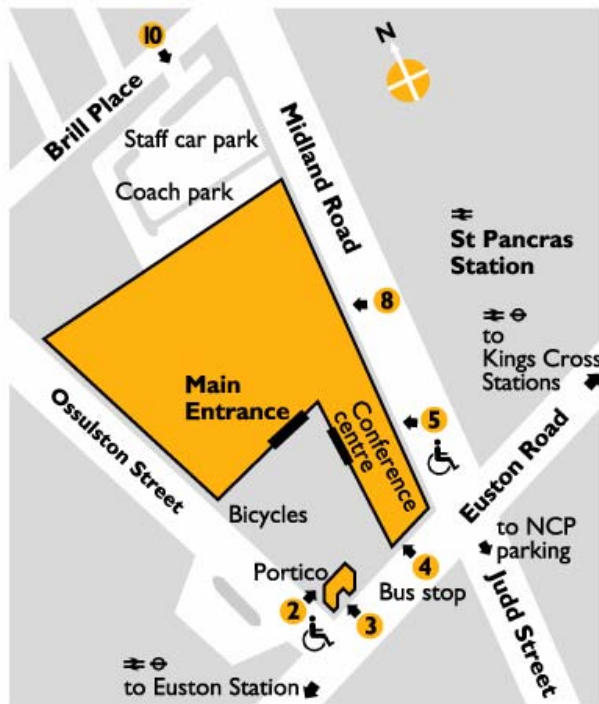 10
N
Brill Place
Staff car park
Coach park
Midland Road
St Pancras
Station
8
to
Kings Cross
Stations
Main
Entrance
Conference
centre
5
Ossulston Street
Euston Road
Bicycles
to NCP
parking
4
Portico
Bus stop
2
3
Judd Street
to Euston Station